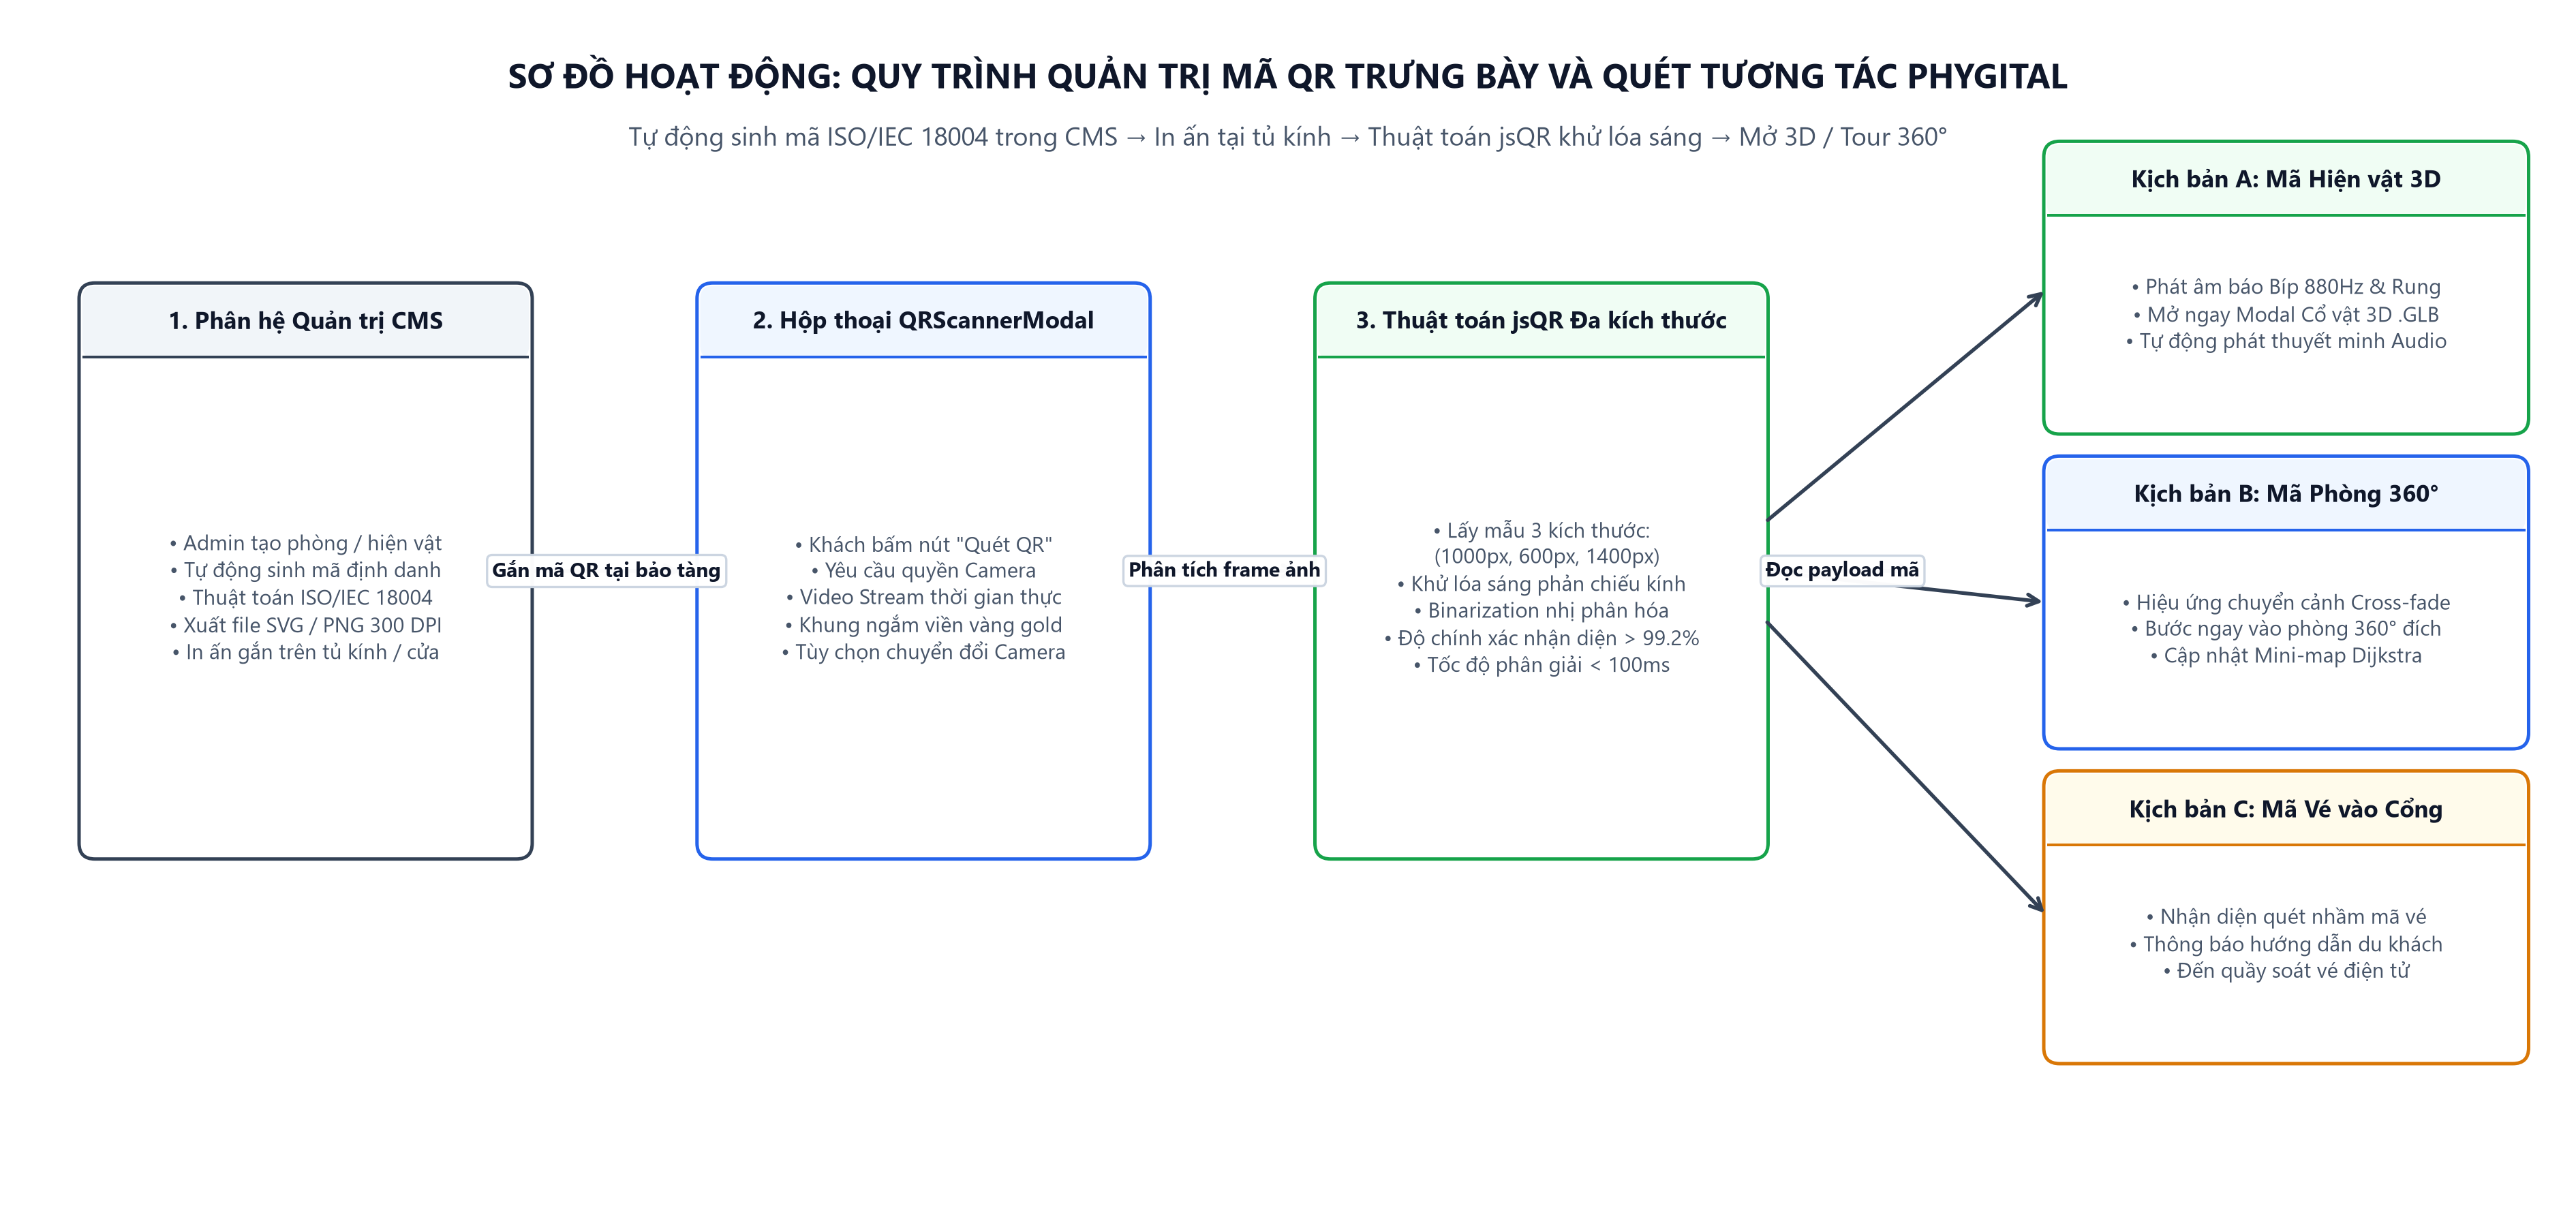 SƠ ĐỒ HOẠT ĐỘNG: QUY TRÌNH QUẢN TRỊ MÃ QR TRƯNG BÀY VÀ QUÉT TƯƠNG TÁC PHYGITAL
Tự động sinh mã ISO/IEC 18004 trong CMS → In ấn tại tủ kính → Thuật toán jsQR khử lóa sáng → Mở 3D / Tour 360°
1. Phân hệ Quản trị CMS
• Admin tạo phòng / hiện vật
• Tự động sinh mã định danh
• Thuật toán ISO/IEC 18004
• Xuất file SVG / PNG 300 DPI
• In ấn gắn trên tủ kính / cửa
Gắn mã QR tại bảo tàng
2. Hộp thoại QRScannerModal
• Khách bấm nút "Quét QR"
• Yêu cầu quyền Camera
• Video Stream thời gian thực
• Khung ngắm viền vàng gold
• Tùy chọn chuyển đổi Camera
Phân tích frame ảnh
3. Thuật toán jsQR Đa kích thước
• Lấy mẫu 3 kích thước:
(1000px, 600px, 1400px)
• Khử lóa sáng phản chiếu kính
• Binarization nhị phân hóa
• Độ chính xác nhận diện > 99.2%
• Tốc độ phân giải < 100ms
Đọc payload mã
Kịch bản A: Mã Hiện vật 3D
• Phát âm báo Bíp 880Hz & Rung
• Mở ngay Modal Cổ vật 3D .GLB
• Tự động phát thuyết minh Audio
Kịch bản B: Mã Phòng 360°
• Hiệu ứng chuyển cảnh Cross-fade
• Bước ngay vào phòng 360° đích
• Cập nhật Mini-map Dijkstra
Kịch bản C: Mã Vé vào Cổng
• Nhận diện quét nhầm mã vé
• Thông báo hướng dẫn du khách
• Đến quầy soát vé điện tử